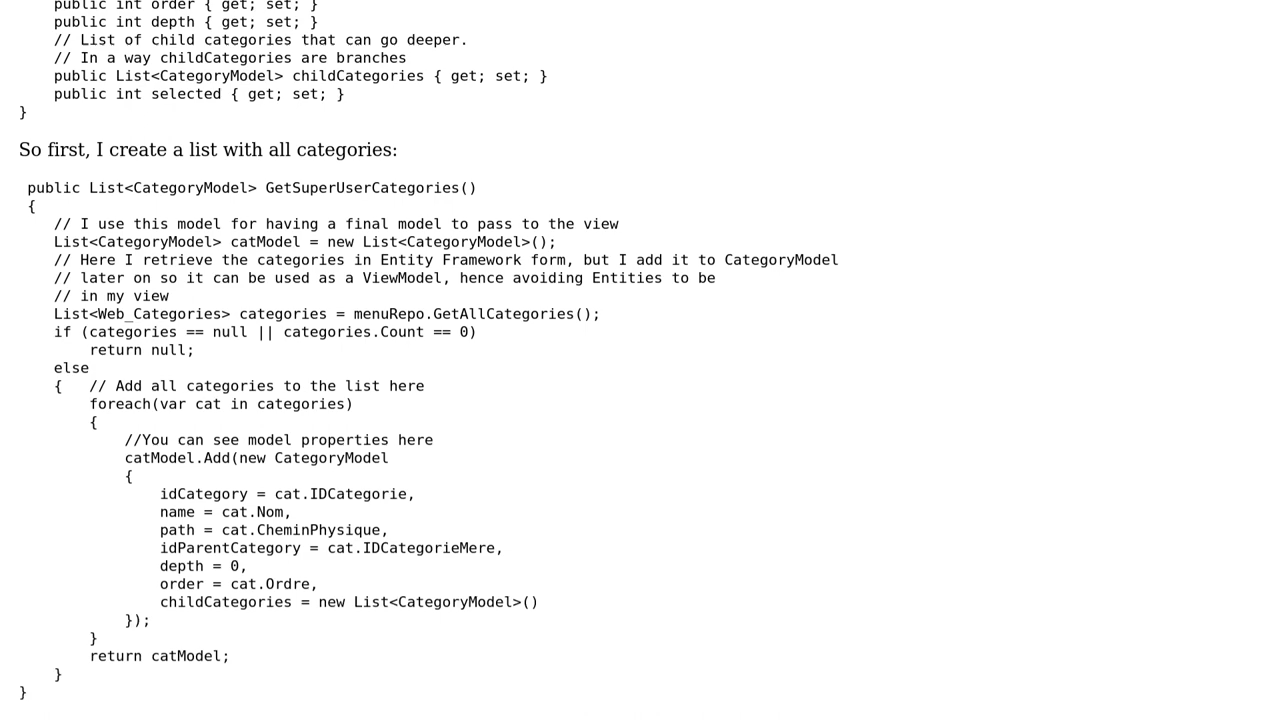 public int order { get; set; }
public int depth { get; set; }
// List of child categories that can go deeper.
// In a way childCategories are branches
public List<CategoryModel> childCategories { get; set; }
public int selected { get; set; }
}
So first, I create a list with all categories:
public List<CategoryModel> GetSuperUserCategories()
{
// I use this model for having a final model to pass to the view
List<CategoryModel> catModel = new List<CategoryModel>();
// Here I retrieve the categories in Entity Framework form, but I add it to CategoryModel
// later on so it can be used as a ViewModel, hence avoiding Entities to be
// in my view
List<Web_Categories> categories = menuRepo.GetAllCategories();
if (categories == null || categories.Count == 0)
return null;
else
{   // Add all categories to the list here
foreach(var cat in categories)
{
//You can see model properties here
catModel.Add(new CategoryModel
{
idCategory = cat.IDCategorie,
name = cat.Nom,
path = cat.CheminPhysique,
idParentCategory = cat.IDCategorieMere,
depth = 0,
order = cat.Ordre,
childCategories = new List<CategoryModel>()
});
}
return catModel;
}
}